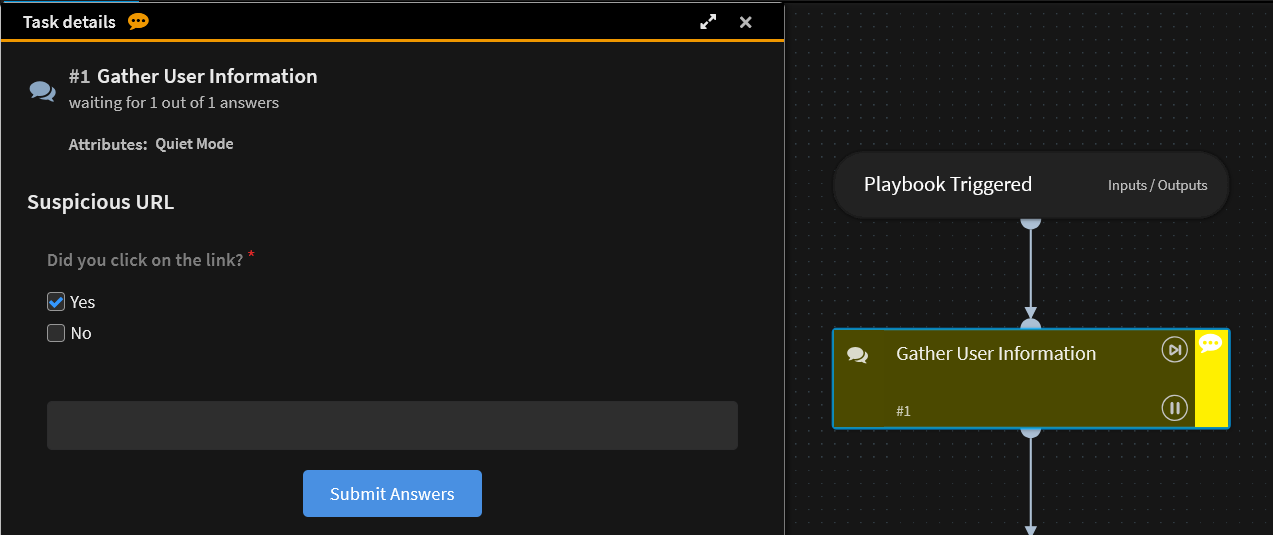 Task details
#1 Gather User Information
waiting for 1 out of 1 answers
Attributes: Quiet Mode
Suspicious URL
Did you click on the link? *
Yes
No
Submit Answers
Playbook Triggered
Inputs / Outputs
Gather User Information
#1